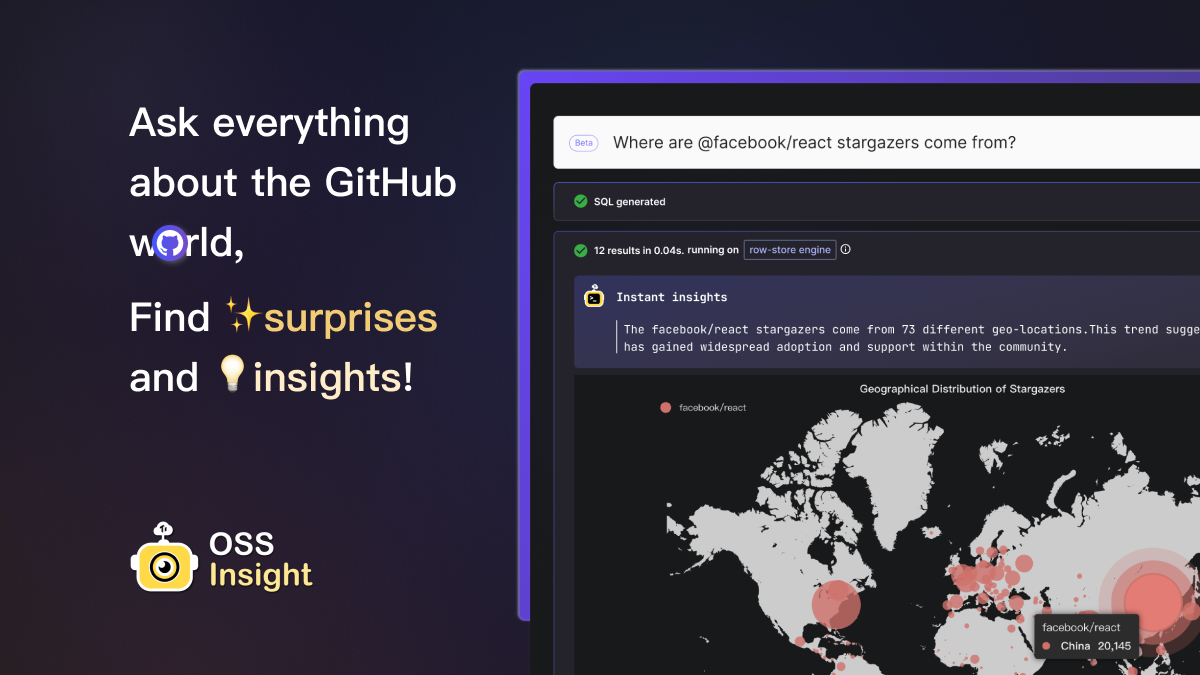 Ask everything
about the GitHub
world,
Find ✨surprises
and 💡insights!
OSS
Insight
Beta
Where are @facebook/react stargazers come from?
SQL generated
12 results in 0.04s. running on row-store engine
Instant insights
The facebook/react stargazers come from 73 different geo-locations.This trend sugge
has gained widespread adoption and support within the community.
Geographical Distribution of Stargazers
facebook/react
facebook/react
China 20,145